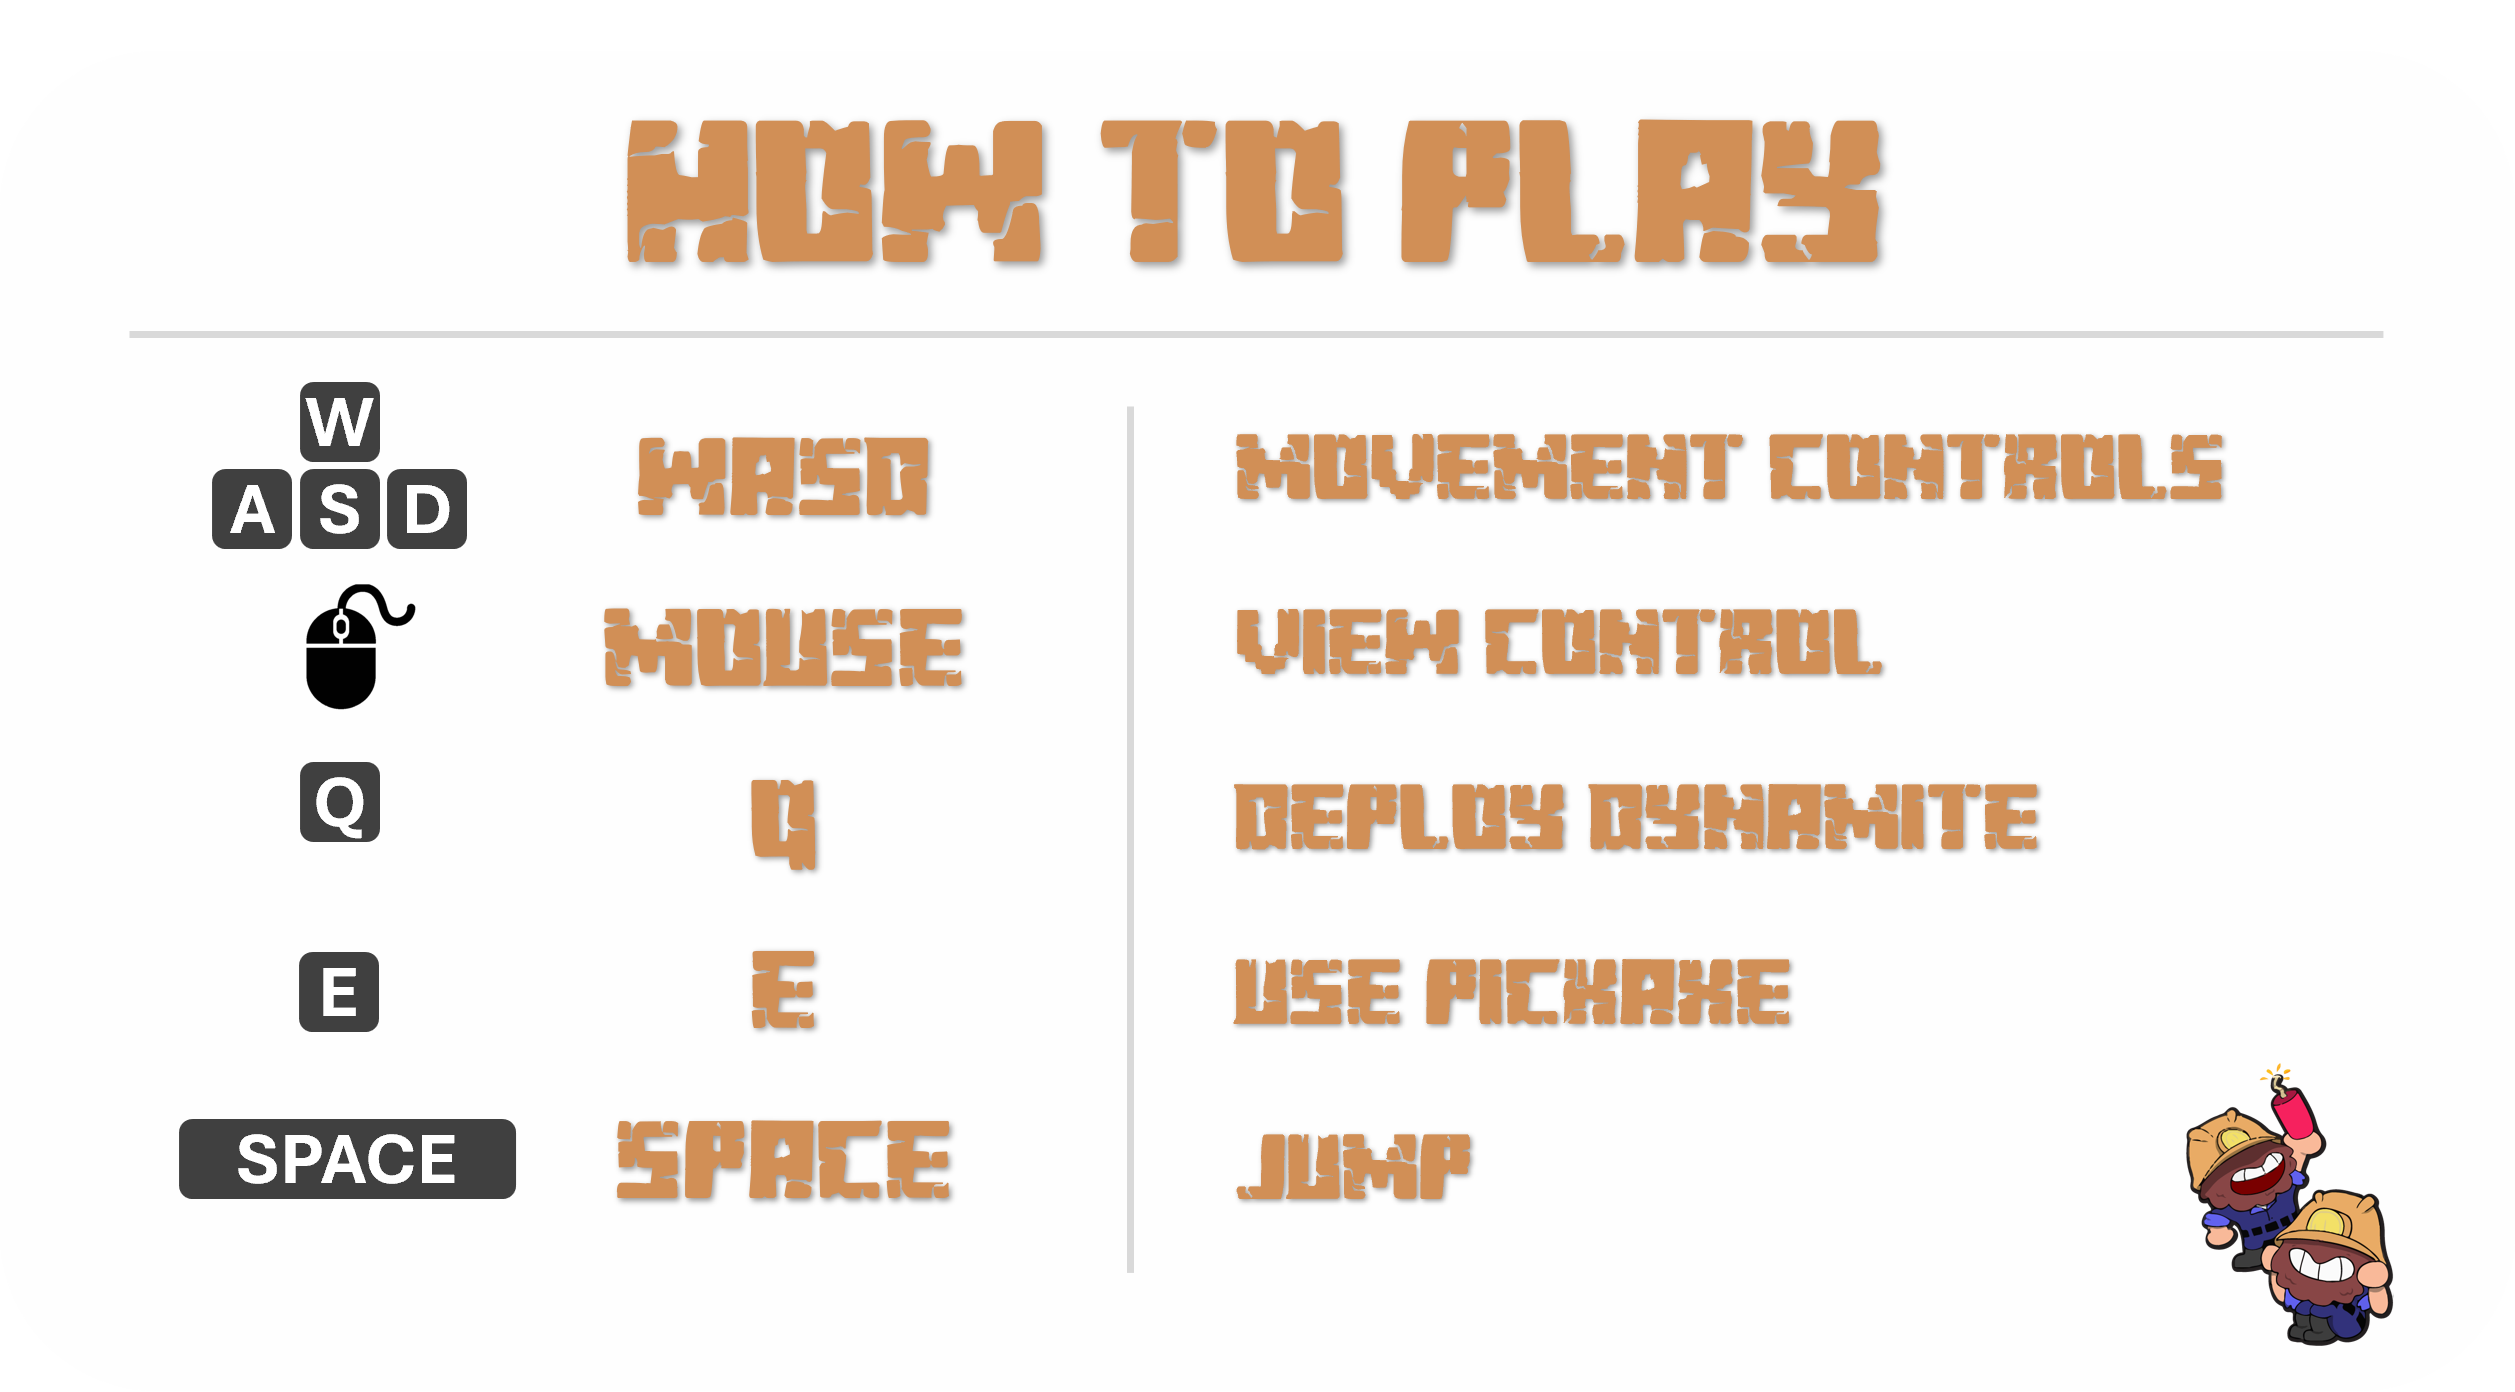 HOW TO PLAY
W
A S D
WASD
MOVEMENT CONTROLS
MOUSE
VIEW CONTROL
Q
Q
DEPLOY DYNAMITE
E
E
USE PICKAXE
SPACE
SPACE
JUMP